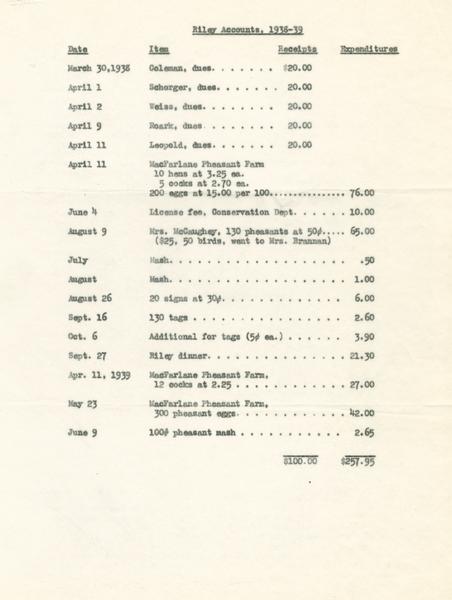 Riley Accounts, 1938-39
Date Item Receipts Expenditures
March 30,1938 Coleman, dues. . . . . . . $20.00
April 1 Schorger, dues. . . . . . . 20.00
April 2 Weiss, dues. . . . . . . . 20.00
April 9 Roark, dues . . . . . . . . 20.00
April 11 Leopold, dues. . . . . . . 20.00
April 11 MacFarlane Pheasant Farm
10 hens at 3.25 ea.
5 cocks at 2.70 ea.
200 eggs at 15.00 per 100................ 76.00
June 4 License fee, Conservation Dept. . . . . . 10.00
August 9 Mrs. McCaughey, 130 pheasants at 50¢..... 65.00
($25, 50 birds, went to Mrs. Brannan)
July Mash. . . . . . . . . . . . . . . . . . .50
August Mash. . . . . . . . . . . . . . . . . . 1.00
August 26 20 signs at 30¢. . . . . . . . . . . . . 6.00
Sept. 16 130 tags . . . . . . . . . . . . . . . . 2.60
Oct. 6 Additional for tags (5¢ ea.) . . . . . . 3.90
Sept. 27 Riley dinner. . . . . . . . . . . . . . 21.30
Apr. 11, 1939 MacFarlane Pheasant Farm,
12 cocks at 2.25 . . . . . . . . . . . 27.00
May 23 MacFarlane Pheasant Farm,
300 pheasant eggs. . . . . . . . . . . 42.00
June 9 100# pheasant mash . . . . . . . . . . . 2.65
$100.00 $257.95